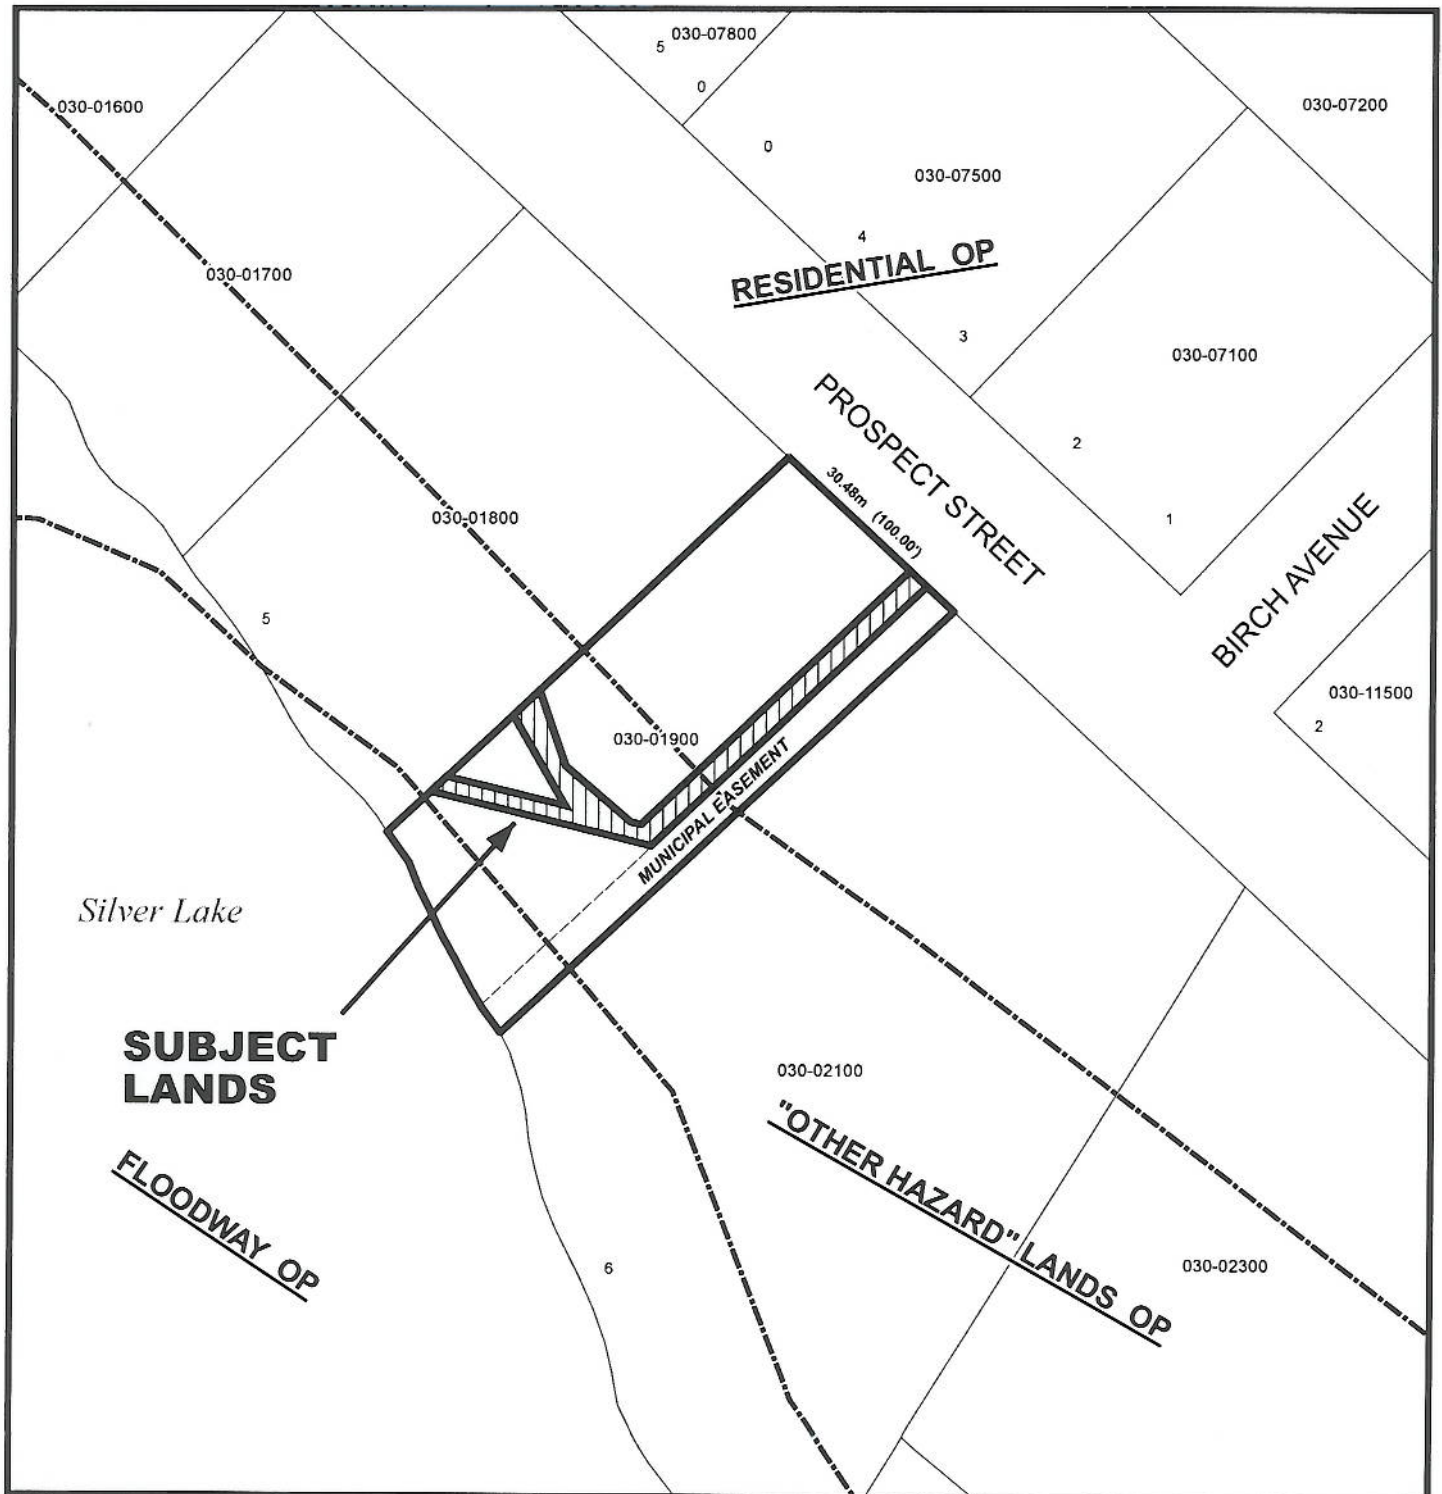 5
030-07800
0
030-01600
030-07200
0
030-07500
4
RESIDENTIAL OP
030-01700
3
030-07100
PROSPECT STREET
2
30.48m (100.00')
1
BIRCH AVENUE
030-01800
5
030-11500
2
030-01900
MUNICIPAL EASEMENT
Silver Lake
SUBJECT
LANDS
030-02100
"OTHER HAZARD" LANDS OP
FLOODWAY OP
6
030-02300